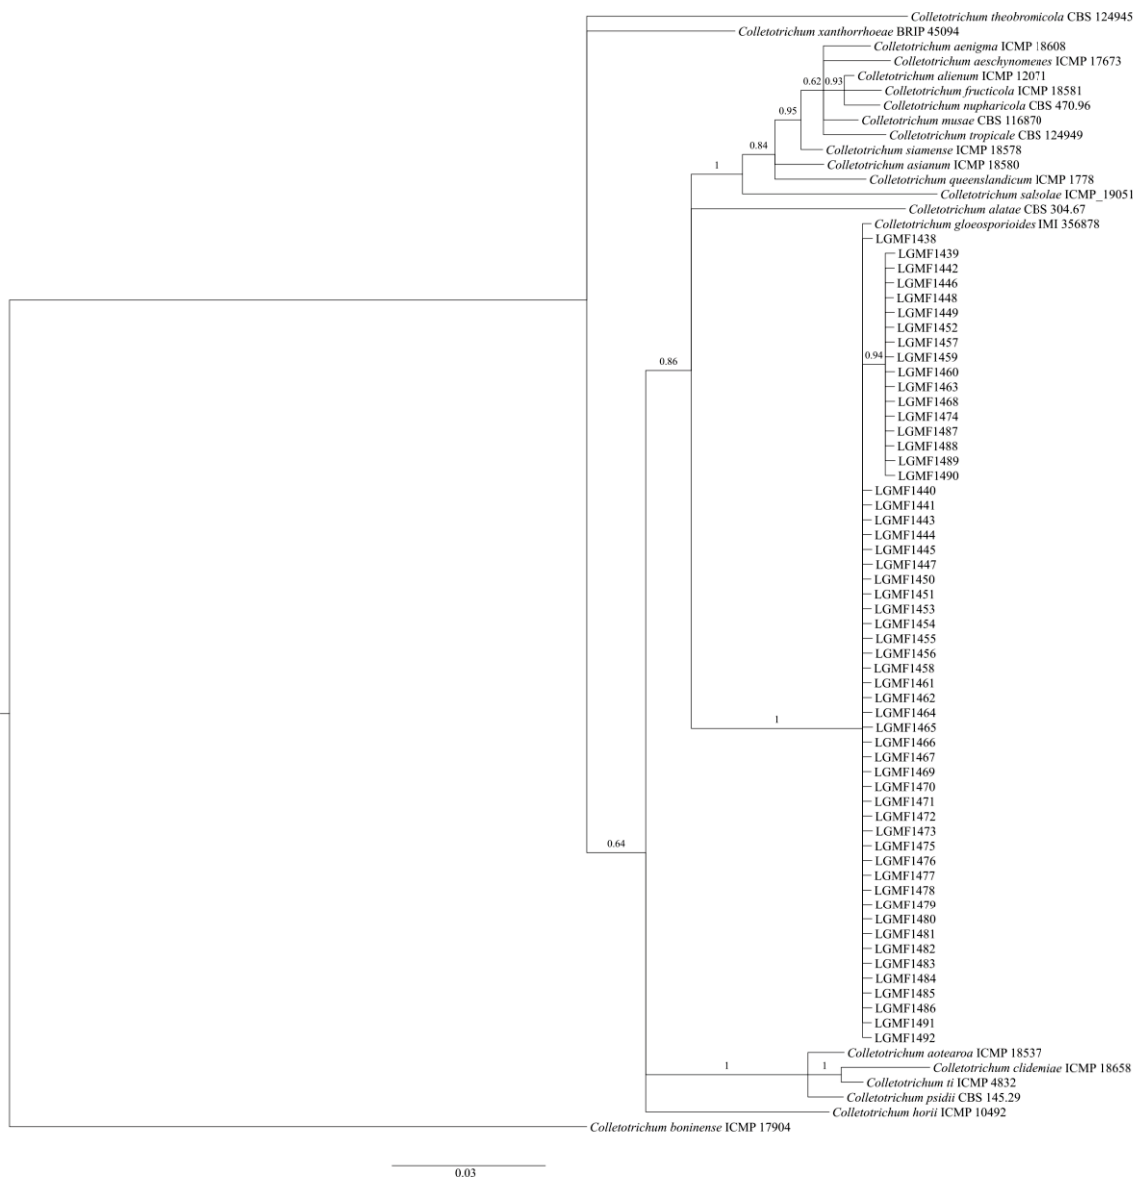 Colletotrichum theobromicola CBS 124945
Colletotrichum xanthorrhoeae BRIP 45094
Colletotrichum aenigma ICMP 18608
Colletotrichum aeschynomenes ICMP 17673
Colletotrichum alienum ICMP 12071
0.62 0.93
Colletotrichum fructicola ICMP 18581
Colletotrichum nupharicola CBS 470.96
0.95
Colletotrichum musae CBS 116870
Colletotrichum tropicale CBS 124949
0.84
Colletotrichum siamense ICMP 18578
1
Colletotrichum asianum ICMP 18580
Colletotrichum queenslandicum ICMP 1778
Colletotrichum salsolae ICMP_19051
Colletotrichum alatae CBS 304.67
Colletotrichum gloeosporioides IMI 356878
LGMF1438
LGMF1439
LGMF1442
LGMF1446
LGMF1448
LGMF1449
LGMF1452
LGMF1457
0.94
LGMF1459
0.86
LGMF1460
LGMF1463
LGMF1468
LGMF1474
LGMF1487
LGMF1488
LGMF1489
LGMF1490
LGMF1440
LGMF1441
LGMF1443
LGMF1444
LGMF1445
LGMF1447
LGMF1450
LGMF1451
LGMF1453
LGMF1454
LGMF1455
LGMF1456
LGMF1458
LGMF1461
LGMF1462
LGMF1464
1
LGMF1465
LGMF1466
LGMF1467
LGMF1469
LGMF1470
LGMF1471
LGMF1472
LGMF1473
0.64
LGMF1475
LGMF1476
LGMF1477
LGMF1478
LGMF1479
LGMF1480
LGMF1481
LGMF1482
LGMF1483
LGMF1484
LGMF1485
LGMF1486
LGMF1491
LGMF1492
Colletotrichum aotearoa ICMP 18537
1 1
Colletotrichum clidemiae ICMP 18658
Colletotrichum ti ICMP 4832
Colletotrichum psidii CBS 145.29
Colletotrichum horii ICMP 10492
Colletotrichum boninense ICMP 17904
0.03